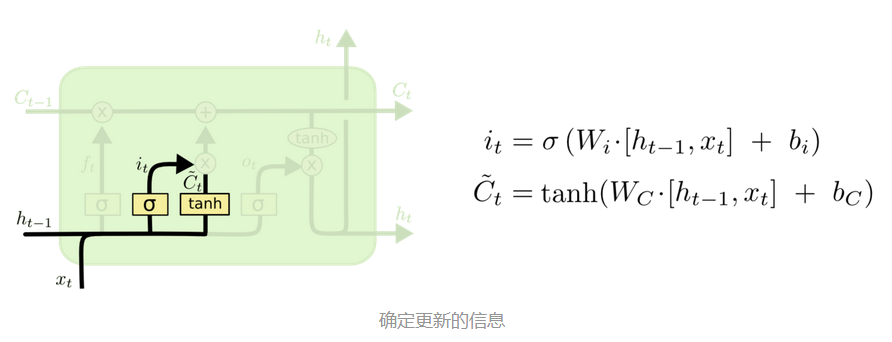 h_t
C_{t-1}
C_t
x
+
tanh
f_t
i_t
x
o_t
x
C̃_t
σ
σ
tanh
σ
h_{t-1}
h_t
x_t
i_t = σ (W_i·[h_{t-1}, x_t] + b_i)
C̃_t = tanh(W_C·[h_{t-1}, x_t] + b_C)
确定更新的信息